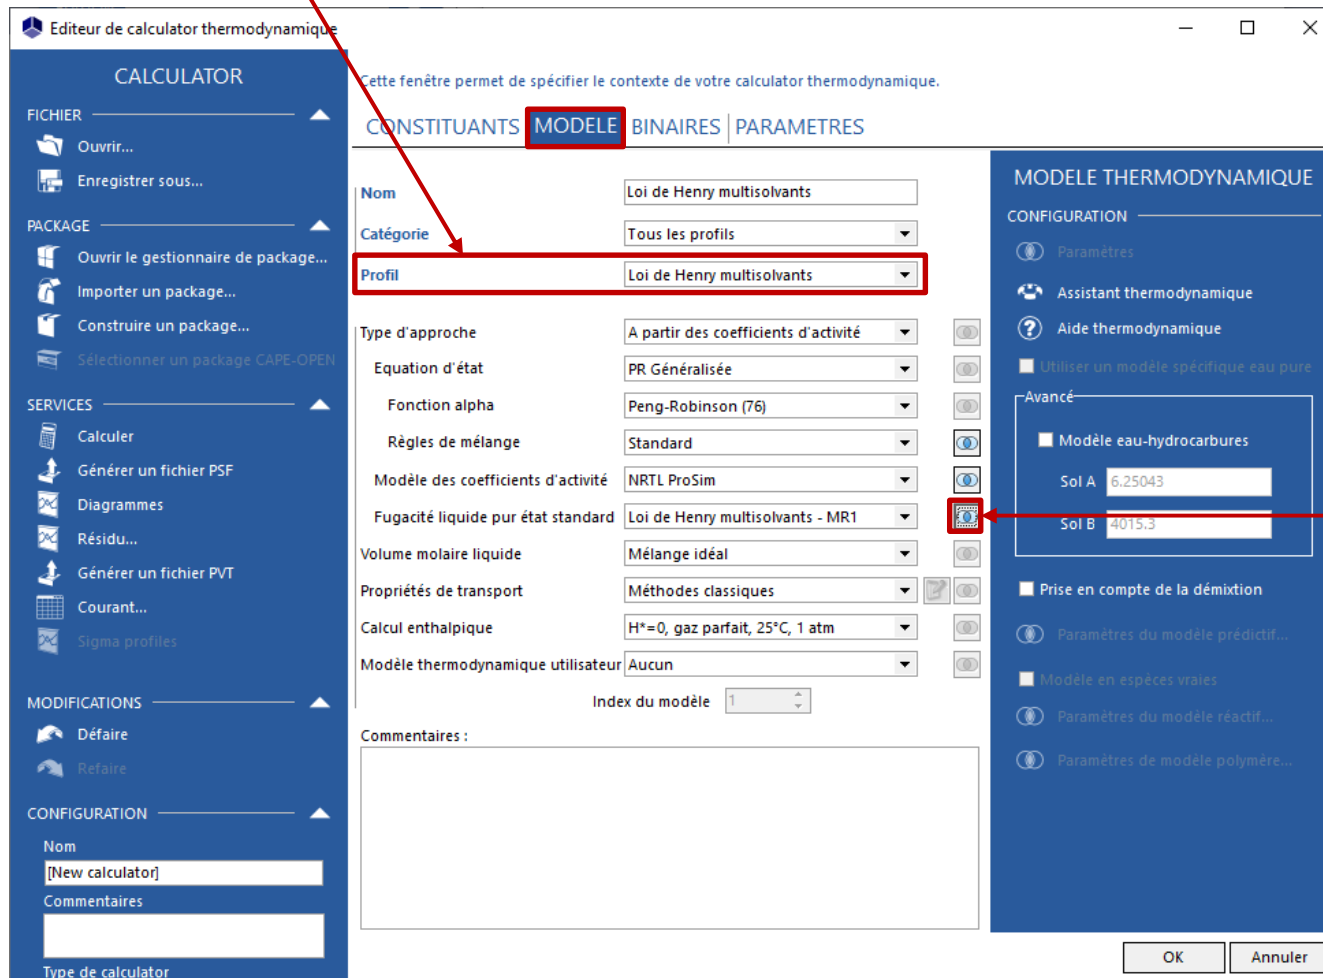 Editeur de calculator thermodynamique
CALCULATOR
FICHIER
Ouvrir...
Enregistrer sous...
PACKAGE
Ouvrir le gestionnaire de package...
Importer un package...
Construire un package...
Sélectionner un package CAPE-OPEN
SERVICES
Calculer
Générer un fichier PSF
Diagrammes
Résidu...
Générer un fichier PVT
Courant...
Sigma profiles
MODIFICATIONS
Défaire
Refaire
CONFIGURATION
Nom
[New calculator]
Commentaires
Type de calculator
Cette fenêtre permet de spécifier le contexte de votre calculator thermodynamique.
CONSTITUANTS MODELE BINAIRES PARAMETRES
Nom Loi de Henry multisolvants
Catégorie Tous les profils
Profil Loi de Henry multisolvants
Type d'approche A partir des coefficients d'activité
Equation d'état PR Généralisée
Fonction alpha Peng-Robinson (76)
Règles de mélange Standard
Modèle des coefficients d'activité NRTL ProSim
Fugacité liquide pur état standard Loi de Henry multisolvants - MR1
Volume molaire liquide Mélange idéal
Propriétés de transport Méthodes classiques
Calcul enthalpique H*=0, gaz parfait, 25°C, 1 atm
Modèle thermodynamique utilisateur Aucun
Index du modèle 1
Commentaires :
MODELE THERMODYNAMIQUE
CONFIGURATION
Paramètres
Assistant thermodynamique
Aide thermodynamique
Utiliser un modèle spécifique eau pure
Avancé
Modèle eau-hydrocarbures
Sol A 6.25043
Sol B 4015.3
Prise en compte de la démixtion
Paramètres du modèle prédictif...
Modèle en espèces vraies
Paramètres du modèle réactif...
Paramètres de modèle polymère...
OK Annuler